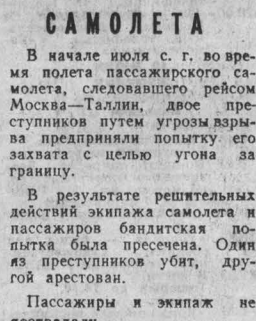 САМОЛЕТА
В начале июля с. г. во вре-
мя полета пассажирского са-
молета, следовавшего рейсом
Москва—Таллин, двое пре-
ступников путем угрозы взры-
ва предприняли попытку его
захвата с целью угона за
границу.
В результате решительных
действий экипажа самолета и
пассажиров бандитская по-
пытка была пресечена. Один
из преступников убит, дру-
гой арестован.
Пассажиры и экипаж не